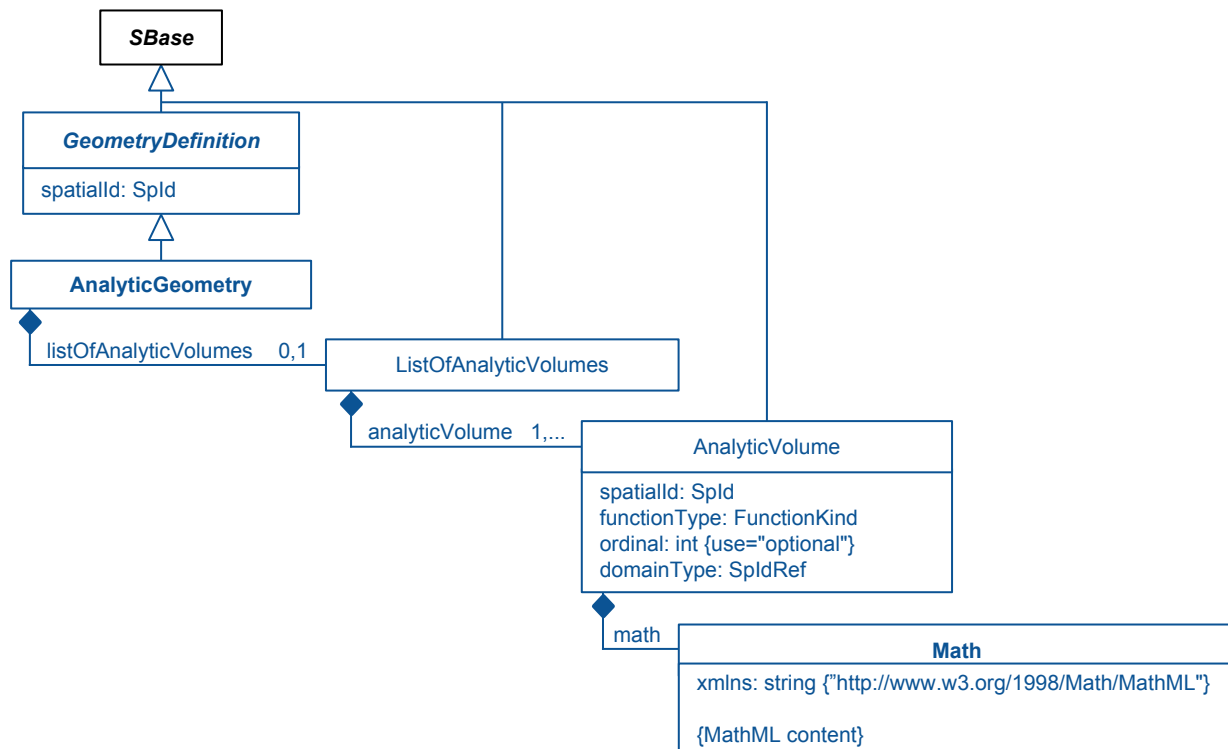 SBase
GeometryDefinition
spatialId: SpId
AnalyticGeometry
listOfAnalyticVolumes 0,1
ListOfAnalyticVolumes
analyticVolume 1,...
AnalyticVolume
spatialId: SpId
functionType: FunctionKind
ordinal: int {use="optional"}
domainType: SpIdRef
math
Math
xmlns: string {”http://www.w3.org/1998/Math/MathML"}
{MathML content}